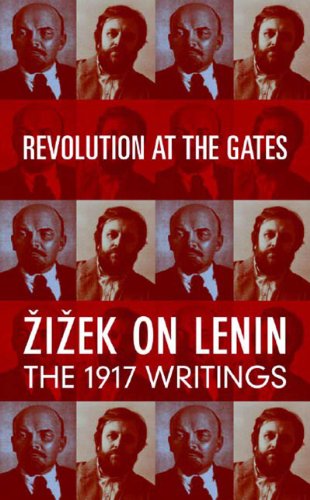 REVOLUTION AT THE GATES
ŽIŽEK ON LENIN
THE 1917 WRITINGS